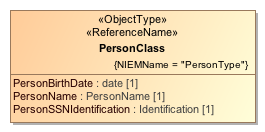 «ObjectType»
«ReferenceName»
PersonClass
{NIEMName = "PersonType"}
PersonBirthDate : date [1]
PersonName : PersonName [1]
PersonSSNIdentification : Identification [1]